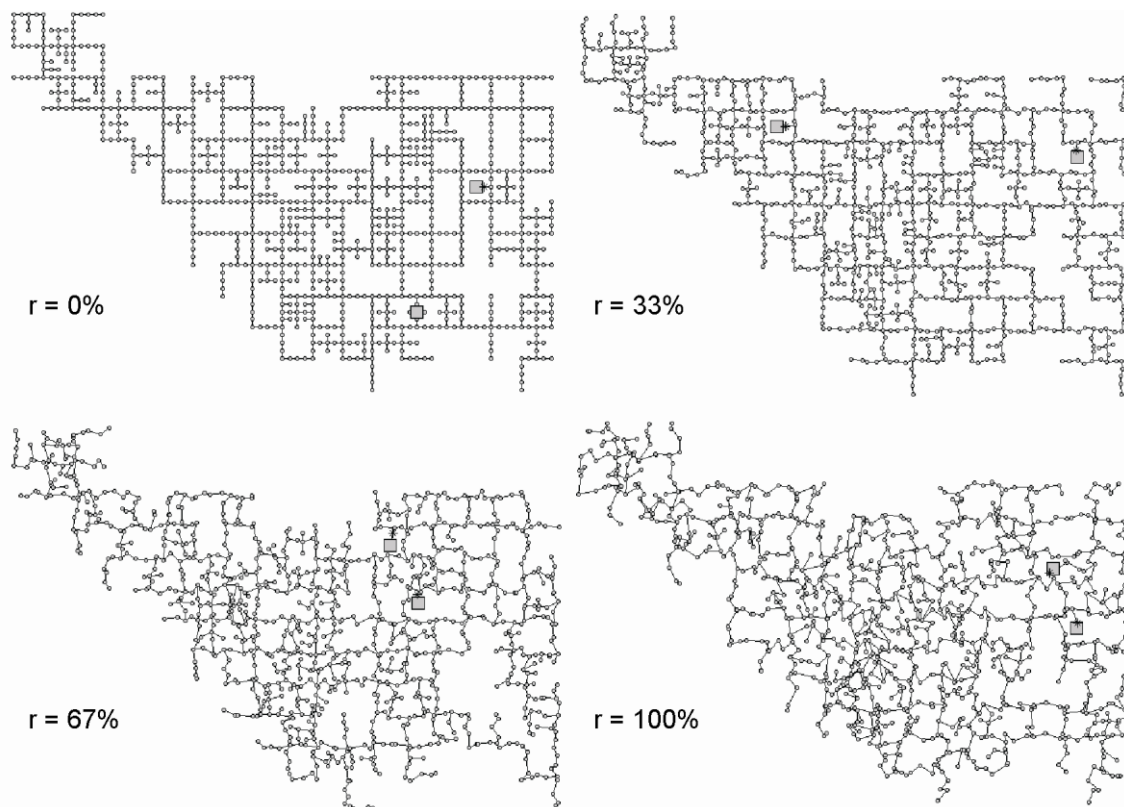 r = 0%
r = 33%
r = 67%
r = 100%